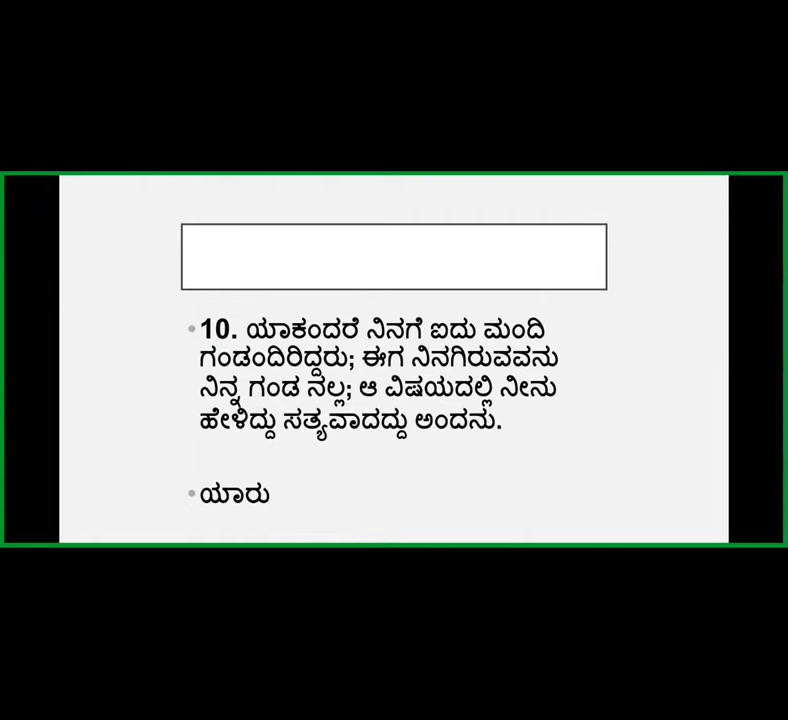 10. ಯಾಕಂದರೆ ನಿನಗೆ ಐದು ಮಂದಿ
ಗಂಡಂದಿರಿದ್ದರು; ಈಗ ನಿನಗಿರುವವನು
ನಿನ್ನ ಗಂಡ ನಲ್ಲ; ಆ ವಿಷಯದಲ್ಲಿ ನೀನು
ಹೇಳಿದ್ದು ಸತ್ಯವಾದದ್ದು ಅಂದನು.
ಯಾರು